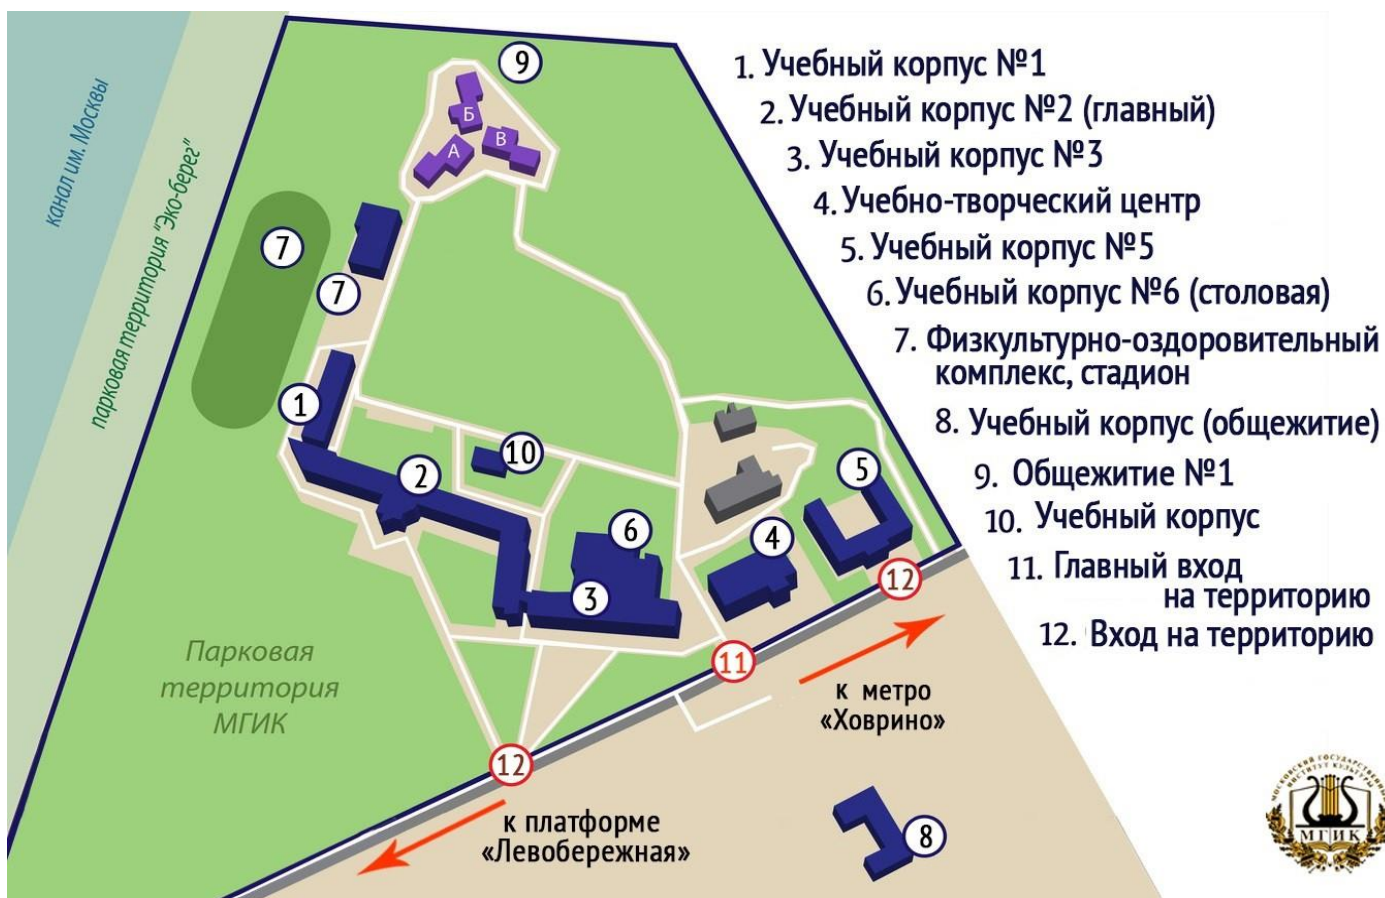 1. Учебный корпус №1
2. Учебный корпус №2 (главный)
3. Учебный корпус №3
4. Учебно-творческий центр
5. Учебный корпус №5
6. Учебный корпус №6 (столовая)
7. Физкультурно-оздоровительный
комплекс, стадион
8. Учебный корпус (общежитие)
9. Общежитие №1
10. Учебный корпус
11. Главный вход
на территорию
12. Вход на территорию
канал им. Москвы
парковая территория "Эко-берег"
9
Б
В
А
7
7
1
2
10
5
6
4
3
12
11
12
8
Парковая
территория
МГИК
к метро
«Ховрино»
к платформе
«Левобережная»
МОСКОВСКИЙ ГОСУДАРСТВЕННЫЙ
ИНСТИТУТ КУЛЬТУРЫ
МГИК